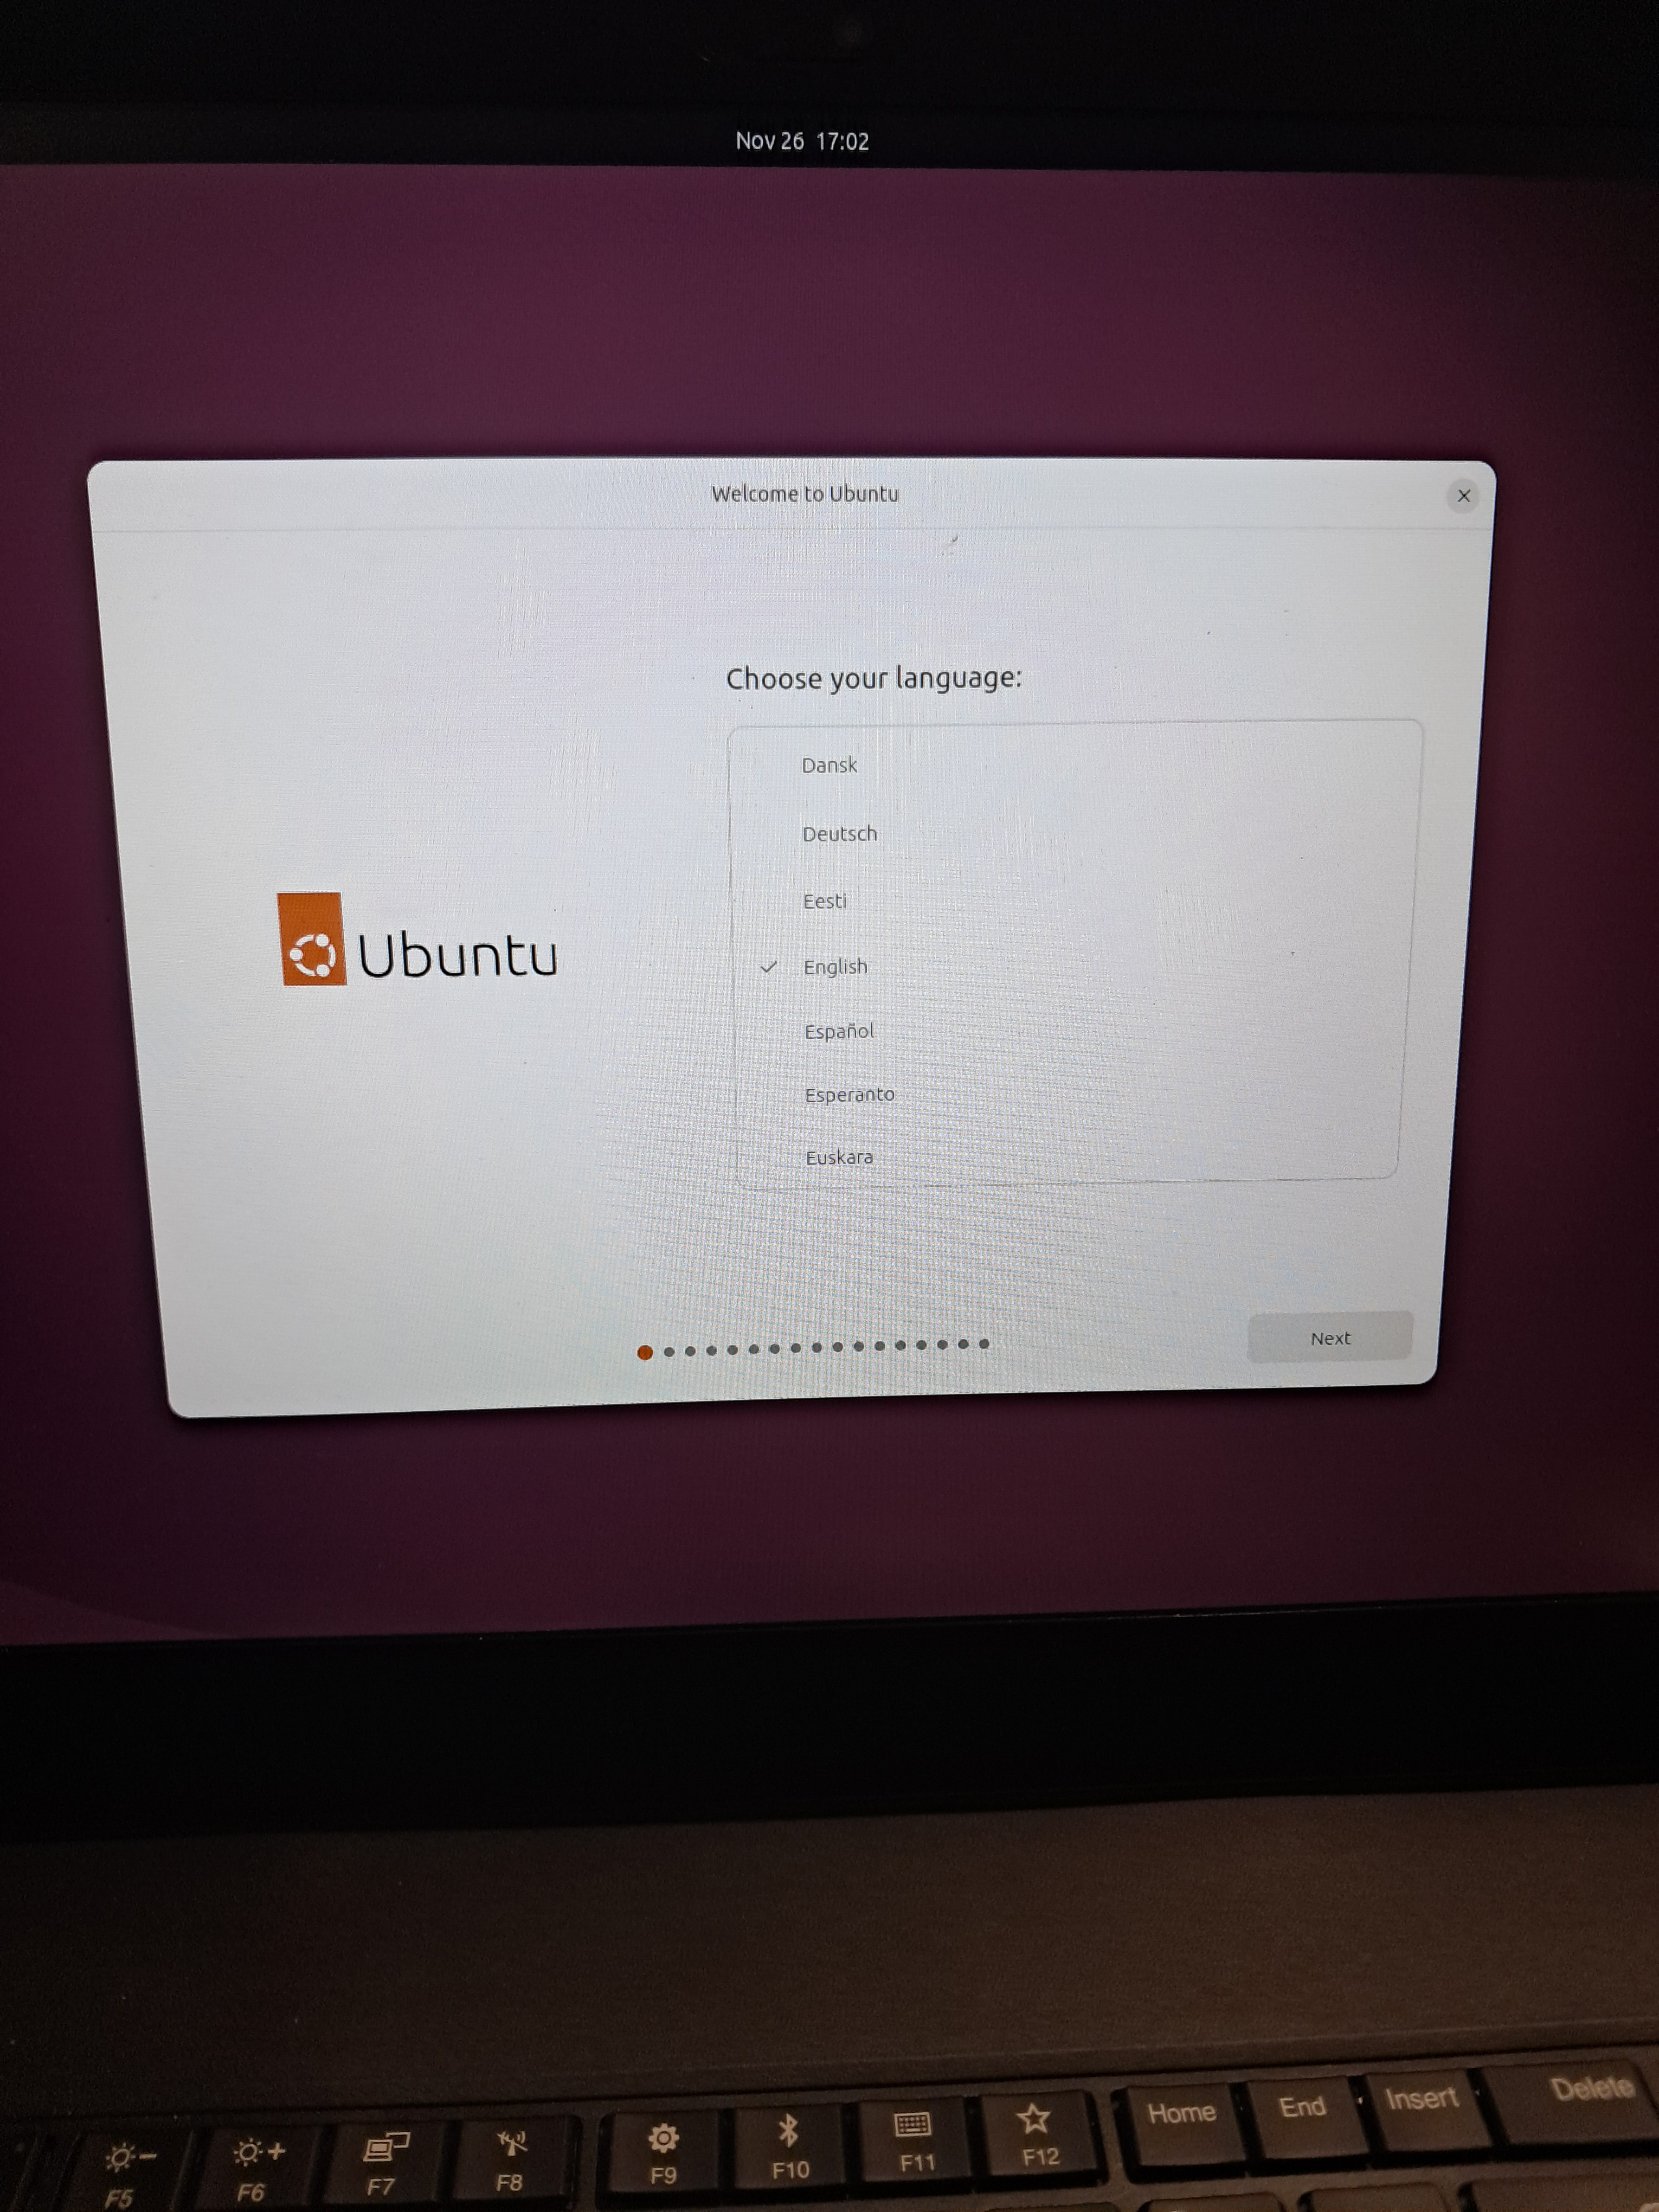 Nov 26 17:02
Welcome to Ubuntu
Choose your language:
Dansk
Deutsch
Eesti
English
Español
Esperanto
Euskara
Ubuntu
Next
Home End Insert Delete
F5 F6 F7 F8 F9 F10 F11 F12